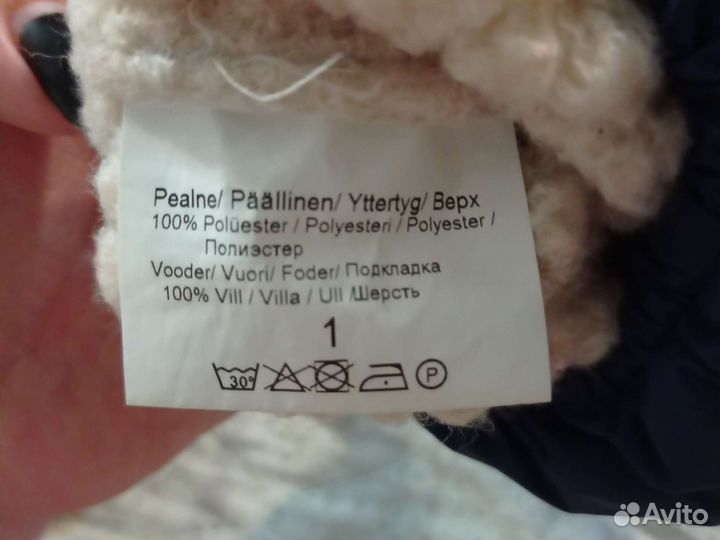 Pealne/ Päällinen/ Yttertyg/ Верх
100% Polüester / Polyesteri / Polyester /
Полиэстер
Vooder/ Vuori/ Foder/ Подкладка
100% Vill / Villa / Ull /Шерсть
1
30° P
Avito